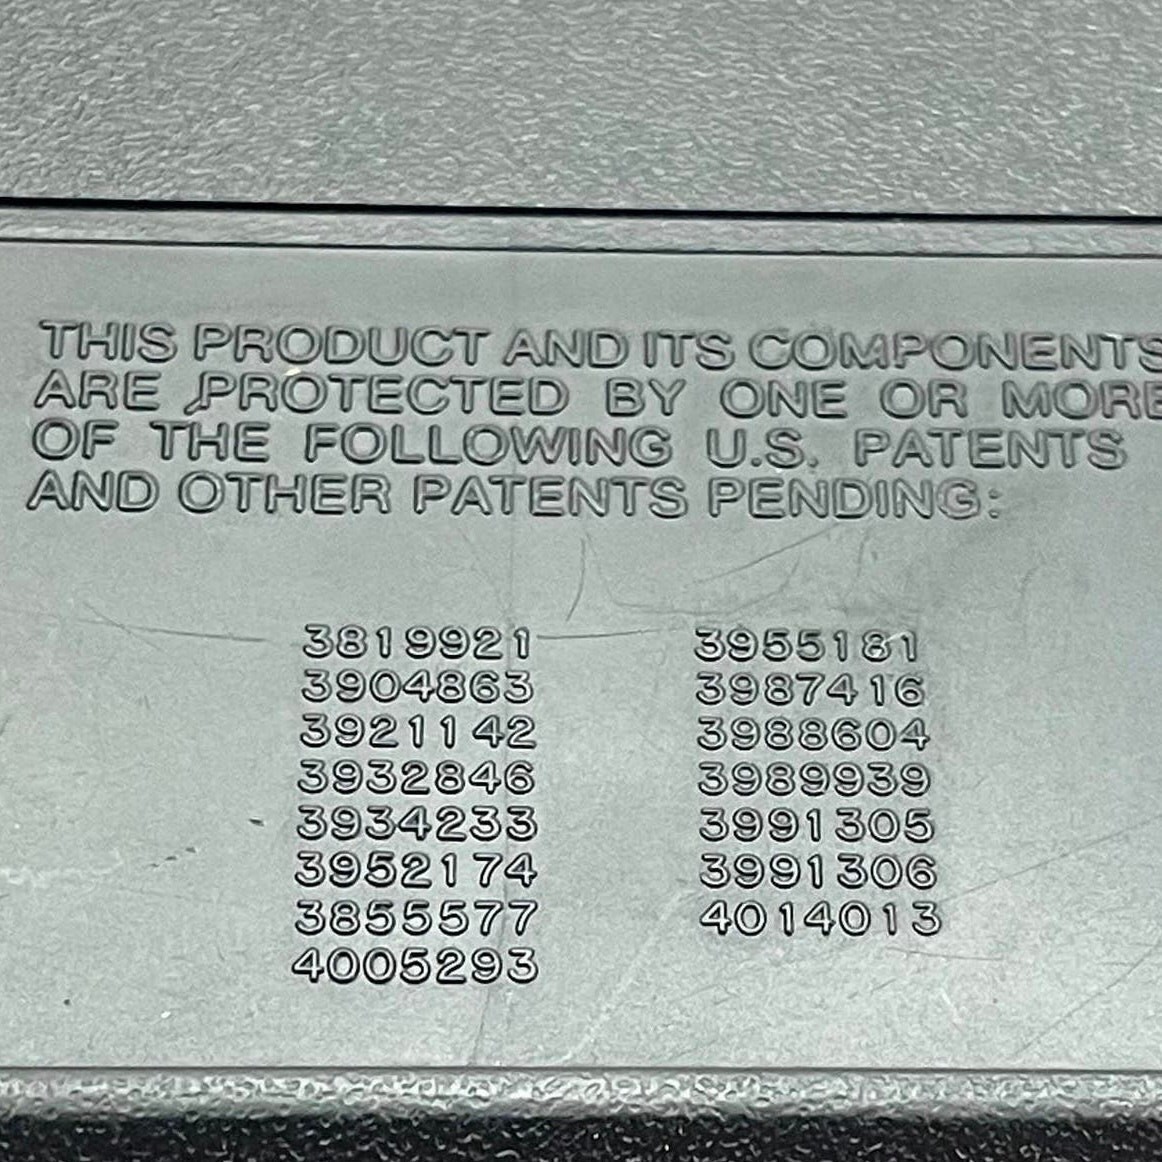 THIS PRODUCT AND ITS COMPONENTS
ARE PROTECTED BY ONE OR MORE
OF THE FOLLOWING U.S. PATENTS
AND OTHER PATENTS PENDING:
3819921 3955181
3904863 3987416
3921142 3988604
3932846 3989939
3934233 3991305
3952174 3991306
3855577 4014013
4005293